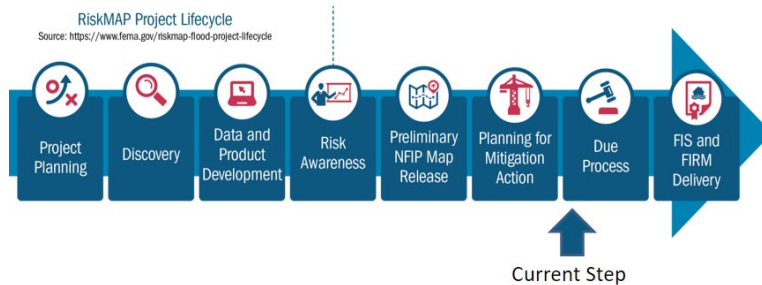 RiskMAP Project Lifecycle
Source: https://www.fema.gov/riskmap-flood-project-lifecycle
Project
Planning
Discovery
Data and
Product
Development
Risk
Awareness
Preliminary
NFIP Map
Release
Planning for
Mitigation
Action
Due
Process
FIS and
FIRM
Delivery
Current Step